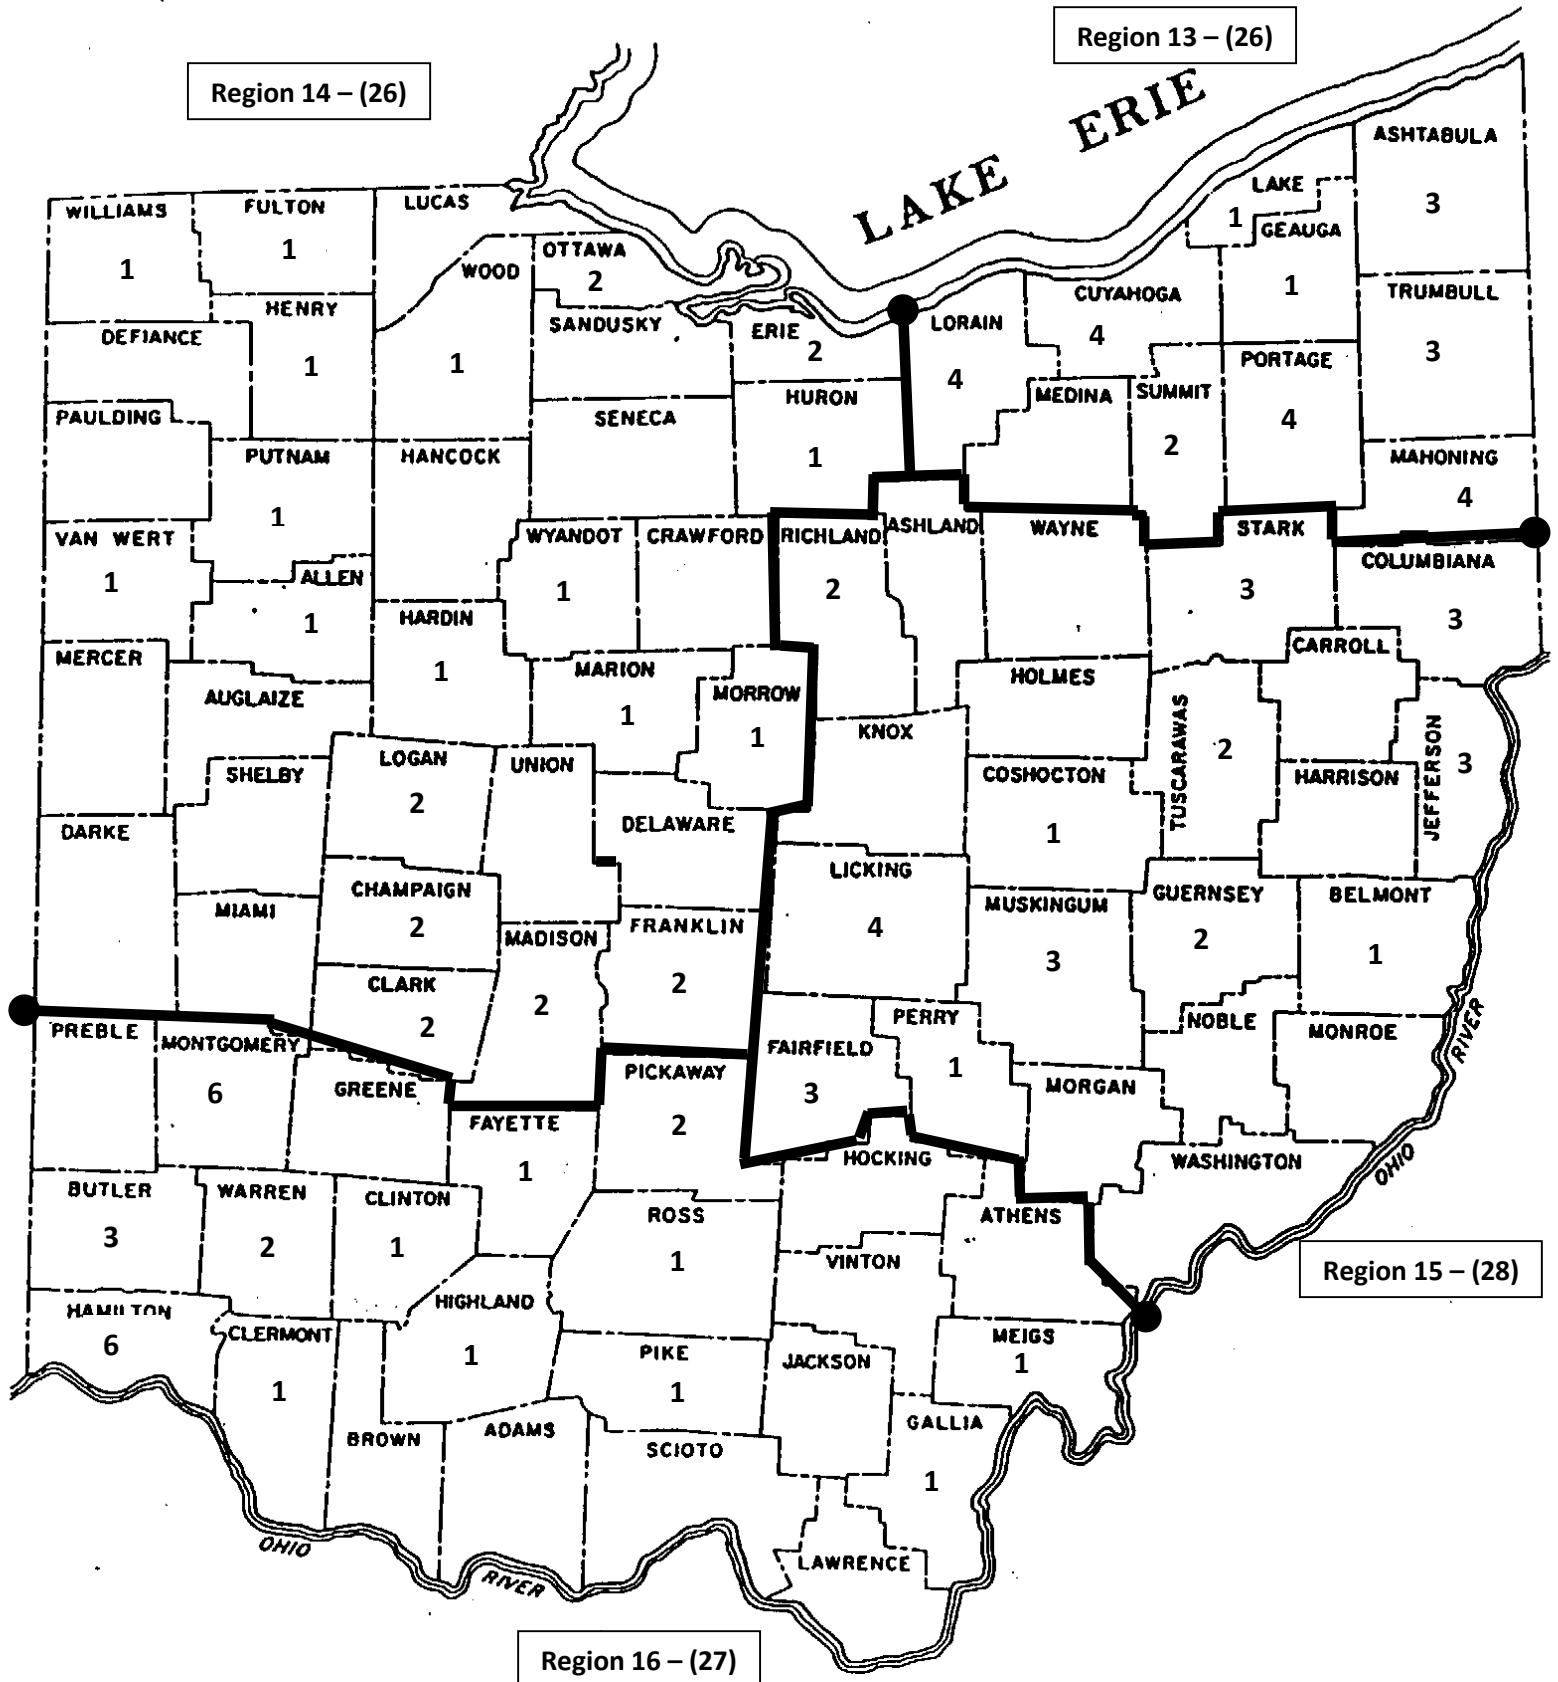 Region 13 – (26)
Region 14 – (26)
LAKE ERIE
ASHTABULA
3
LAKE
1
GEAUGA
1
WILLIAMS
1
FULTON
1
LUCAS
OTTAWA
2
WOOD
1
HENRY
1
DEFIANCE
SANDUSKY
ERIE
2
LORAIN
4
CUYAHOGA
4
TRUMBULL
3
PORTAGE
4
PAULDING
SENECA
HURON
1
MEDINA
SUMMIT
2
PUTNAM
1
HANCOCK
MAHONING
4
VAN WERT
1
WYANDOT
1
CRAWFORD
RICHLAND
2
ASHLAND
WAYNE
STARK
3
COLUMBIANA
3
ALLEN
1
HARDIN
1
MERCER
AUGLAIZE
MARION
1
MORROW
1
HOLMES
CARROLL
KNOX
TUSCARAWAS
2
JEFFERSON
3
SHELBY
LOGAN
2
UNION
COSHOCTON
1
HARRISON
DARKE
DELAWARE
LICKING
4
MIAMI
CHAMPAIGN
2
MUSKINGUM
3
GUERNSEY
2
BELMONT
1
MADISON
2
FRANKLIN
2
CLARK
2
PREBLE
MONTGOMERY
6
PERRY
1
NOBLE
MONROE
FAIRFIELD
3
GREENE
PICKAWAY
2
MORGAN
FAYETTE
1
HOCKING
WASHINGTON
OHIO
RIVER
BUTLER
3
WARREN
2
CLINTON
1
ROSS
1
ATHENS
VINTON
Region 15 – (28)
HAMILTON
6
CLERMONT
1
HIGHLAND
1
MEIGS
1
PIKE
1
JACKSON
BROWN
ADAMS
SCIOTO
GALLIA
1
OHIO
RIVER
LAWRENCE
Region 16 – (27)